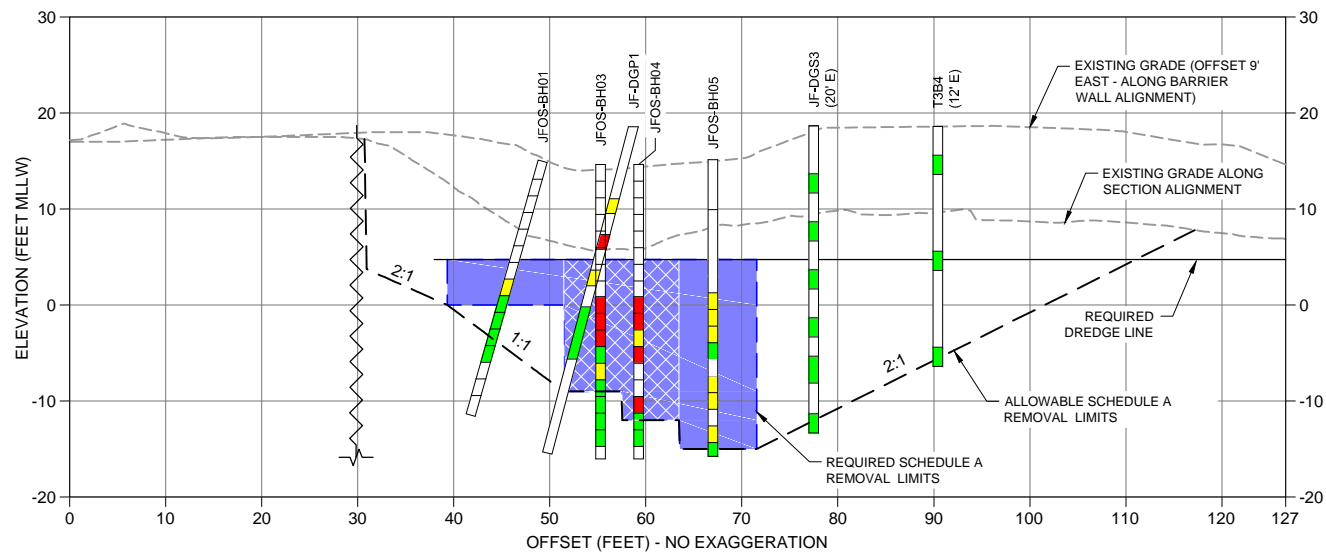 30
20
10
0
-10
-20
ELEVATION (FEET MLLW)
30
20
10
0
-10
-20
0
10
20
30
40
50
60
70
80
90
100
110
120
127
OFFSET (FEET) - NO EXAGGERATION
JFOS-BH01
JFOS-BH03
JF-DGP1
JFOS-BH04
JFOS-BH05
JF-DGS3
(20' E)
T3B4
(12' E)
EXISTING GRADE (OFFSET 9'
EAST - ALONG BARRIER
WALL ALIGNMENT)
EXISTING GRADE ALONG
SECTION ALIGNMENT
REQUIRED
DREDGE LINE
ALLOWABLE SCHEDULE A
REMOVAL LIMITS
REQUIRED SCHEDULE A
REMOVAL LIMITS
2:1
1:1
2:1